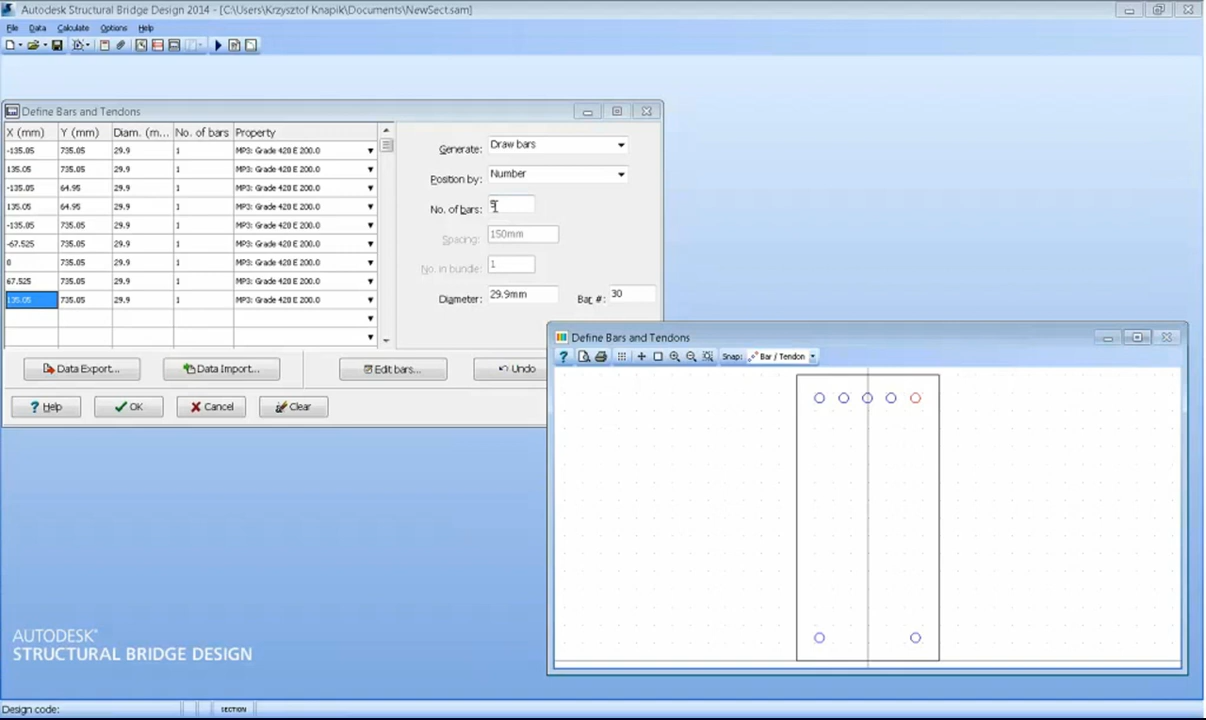 Autodesk Structural Bridge Design 2014 - [C:\Users\Krzysztof Knapik\Documents\NewSect.sam]
File Data Calculate Options Help
Define Bars and Tendons
X (mm) Y (mm) Diam. (m... No. of bars Property
-135.05 735.05 29.9 1 MP3: Grade 420 E 200.0
135.05 735.05 29.9 1 MP3: Grade 420 E 200.0
-135.05 64.95 29.9 1 MP3: Grade 420 E 200.0
135.05 64.95 29.9 1 MP3: Grade 420 E 200.0
-135.05 735.05 29.9 1 MP3: Grade 420 E 200.0
-67.525 735.05 29.9 1 MP3: Grade 420 E 200.0
0 735.05 29.9 1 MP3: Grade 420 E 200.0
67.525 735.05 29.9 1 MP3: Grade 420 E 200.0
135.05 735.05 29.9 1 MP3: Grade 420 E 200.0
Generate: Draw bars
Position by: Number
No. of bars: 5
Spacing: 150mm
No. in bundle: 1
Diameter: 29.9mm Bar #: 30
Data Export... Data Import... Edit bars... Undo
? Help OK Cancel Clear
Define Bars and Tendons
? Snap: Bar / Tendon
AUTODESK®
STRUCTURAL BRIDGE DESIGN
Design code: SECTION